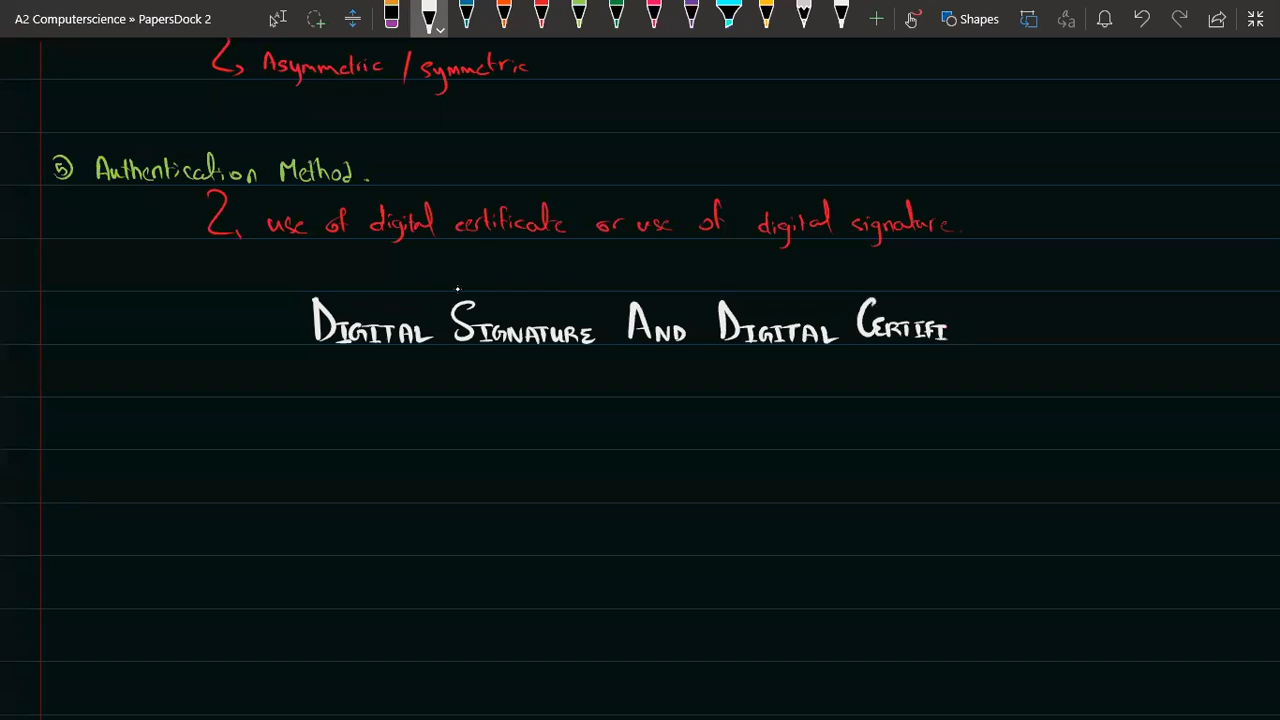 A2 Computerscience » PapersDock 2
Shapes
Asymmetric / symmetric
⑤ Authentication Method.
use of digital certificate or use of digital signature.
DIGITAL SIGNATURE AND DIGITAL CERTIFI